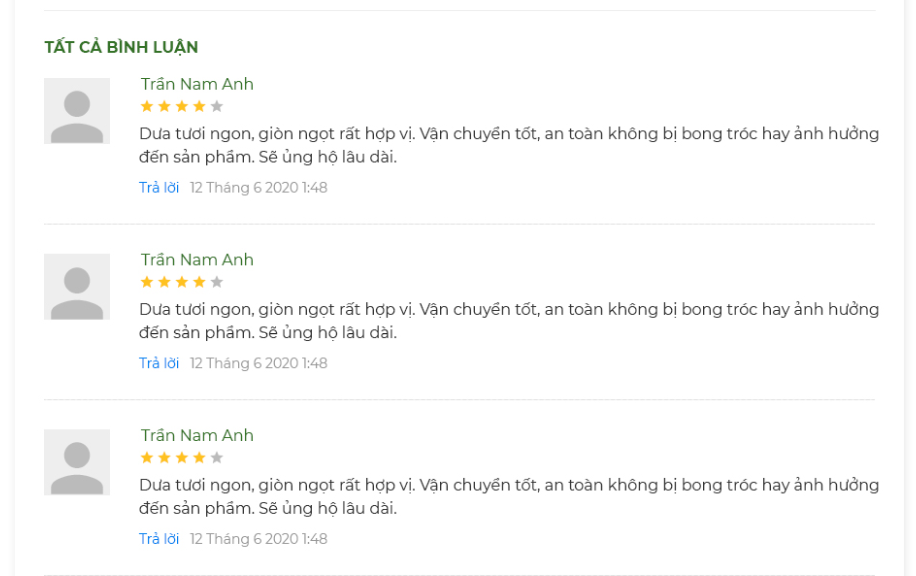 TẤT CẢ BÌNH LUẬN
Trần Nam Anh
Dưa tươi ngon, giòn ngọt rất hợp vị. Vận chuyển tốt, an toàn không bị bong tróc hay ảnh hưởng
đến sản phẩm. Sẽ ủng hộ lâu dài.
Trả lời 12 Tháng 6 2020 1:48
Trần Nam Anh
Dưa tươi ngon, giòn ngọt rất hợp vị. Vận chuyển tốt, an toàn không bị bong tróc hay ảnh hưởng
đến sản phẩm. Sẽ ủng hộ lâu dài.
Trả lời 12 Tháng 6 2020 1:48
Trần Nam Anh
Dưa tươi ngon, giòn ngọt rất hợp vị. Vận chuyển tốt, an toàn không bị bong tróc hay ảnh hưởng
đến sản phẩm. Sẽ ủng hộ lâu dài.
Trả lời 12 Tháng 6 2020 1:48